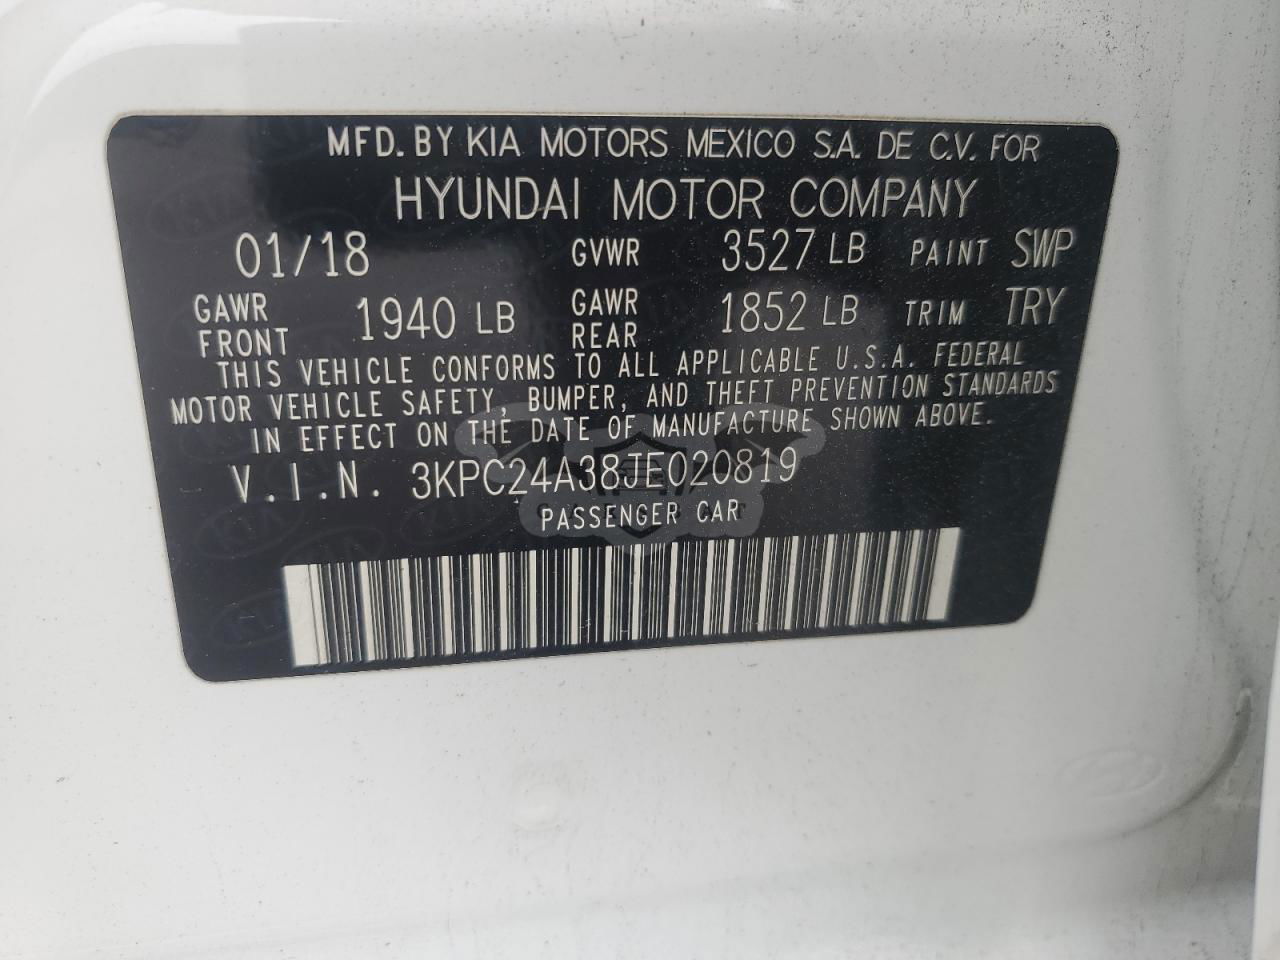 MFD. BY KIA MOTORS MEXICO S.A. DE C.V. FOR
HYUNDAI MOTOR COMPANY
01/18 GVWR 3527 LB PAINT SWP
GAWR FRONT 1940 LB GAWR REAR 1852 LB TRIM TRY
THIS VEHICLE CONFORMS TO ALL APPLICABLE U.S.A. FEDERAL
MOTOR VEHICLE SAFETY, BUMPER, AND THEFT PREVENTION STANDARDS
IN EFFECT ON THE DATE OF MANUFACTURE SHOWN ABOVE.
V.I.N. 3KPC24A38JE020819
PASSENGER CAR